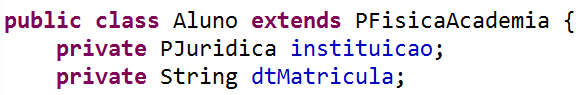 public class Aluno extends PFisicaAcademia {
    private PJuridica instituicao;
    private String dtMatricula;